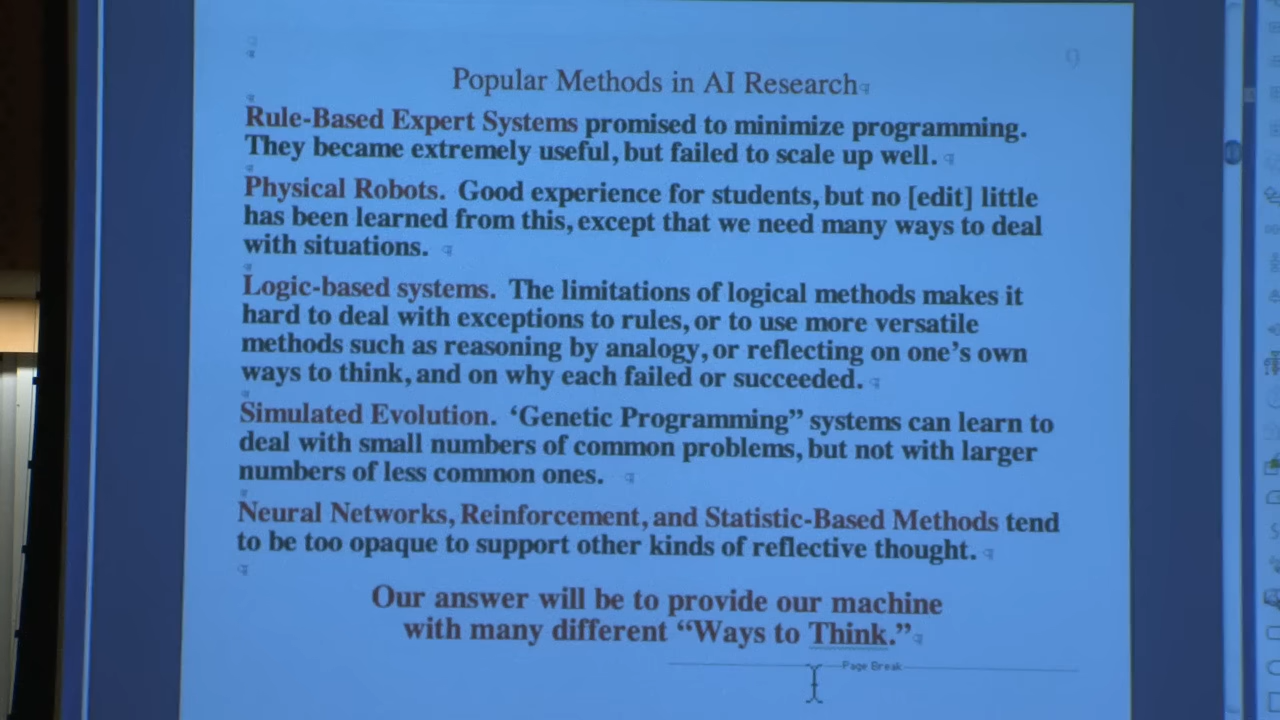 9
Popular Methods in AI Research
Rule-Based Expert Systems promised to minimize programming.
They became extremely useful, but failed to scale up well.
Physical Robots. Good experience for students, but no [edit] little
has been learned from this, except that we need many ways to deal
with situations.
Logic-based systems. The limitations of logical methods makes it
hard to deal with exceptions to rules, or to use more versatile
methods such as reasoning by analogy, or reflecting on one's own
ways to think, and on why each failed or succeeded.
Simulated Evolution. ‘Genetic Programming” systems can learn to
deal with small numbers of common problems, but not with larger
numbers of less common ones.
Neural Networks, Reinforcement, and Statistic-Based Methods tend
to be too opaque to support other kinds of reflective thought.
Our answer will be to provide our machine
with many different “Ways to Think.”
Page Break